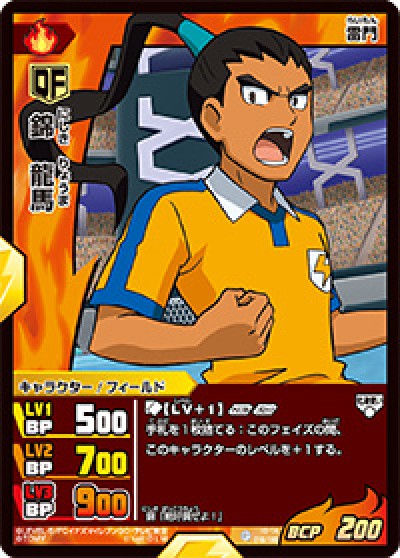 らいもん
雷門
DF
にしき
錦
りょうま
龍馬
キャラクター / フィールド
LV1
BP
500
LV2
BP
700
LV3
BP
900
[LV+1]
手札を1枚捨てる:このフェイズの間、
このキャラクターのレベルを+1する。
BCP 200